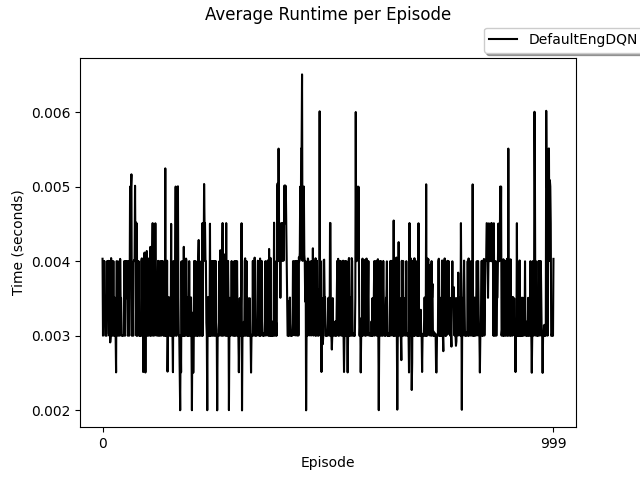 Average Runtime per Episode
DefaultEngDQN
0.006
0.005
0.004
0.003
0.002
Time (seconds)
0
999
Episode